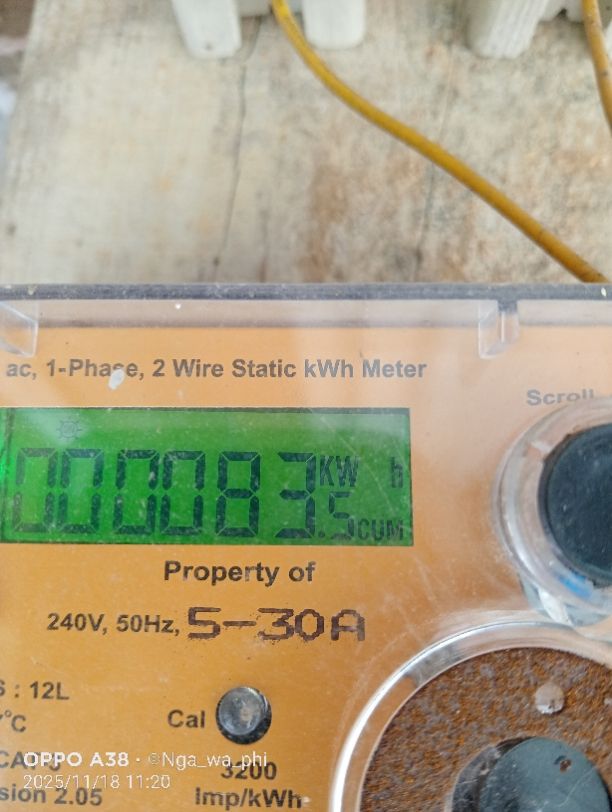 ac, 1-Phase, 2 Wire Static kWh Meter
Scroll
000083.5 KW h
CUM
Property of
240V, 50Hz, 5-30A
S : 12L
°C
Cal
3200
Imp/kWh
sion 2.05
OPPO A38 · ©Nga_wa_phi
2025/11/18 11:20